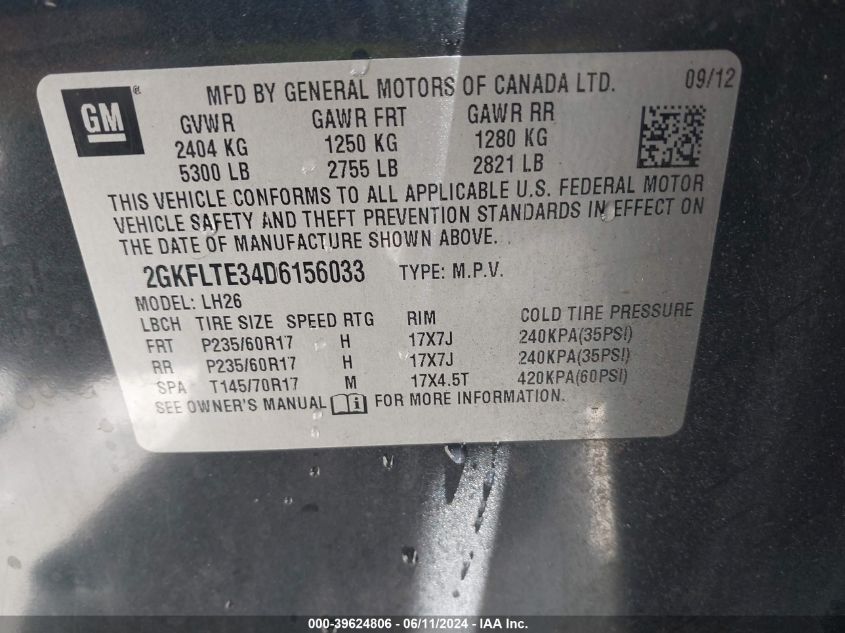 GM ®
MFD BY GENERAL MOTORS OF CANADA LTD. 09/12
GVWR GAWR FRT GAWR RR
2404 KG 1250 KG 1280 KG
5300 LB 2755 LB 2821 LB
THIS VEHICLE CONFORMS TO ALL APPLICABLE U.S. FEDERAL MOTOR
VEHICLE SAFETY AND THEFT PREVENTION STANDARDS IN EFFECT ON
THE DATE OF MANUFACTURE SHOWN ABOVE.
2GKFLTE34D6156033 TYPE: M.P.V.
MODEL: LH26
LBCH TIRE SIZE SPEED RTG RIM COLD TIRE PRESSURE
FRT P235/60R17 H 17X7J 240KPA(35PSI)
RR P235/60R17 H 17X7J 240KPA(35PSI)
SPA T145/70R17 M 17X4.5T 420KPA(60PSI)
SEE OWNER'S MANUAL i FOR MORE INFORMATION.
000-39624806 - 06/11/2024 - IAA Inc.